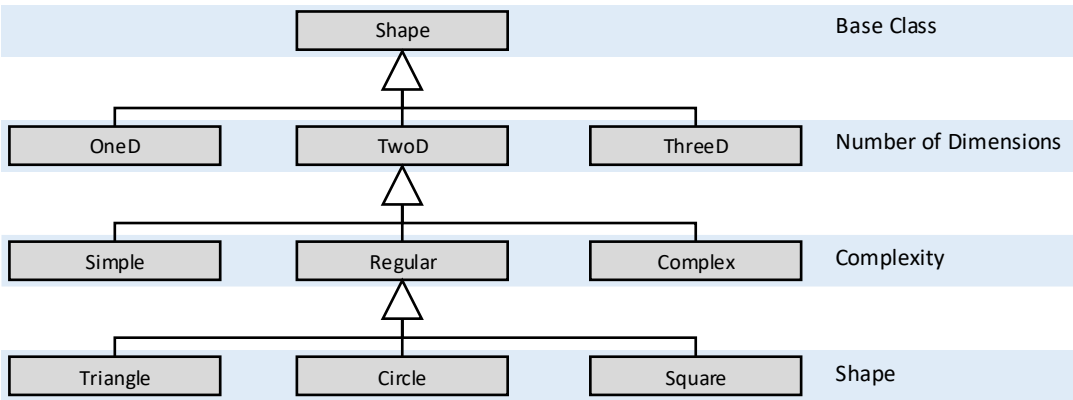 Shape
Base Class
OneD
TwoD
ThreeD
Number of Dimensions
Simple
Regular
Complex
Complexity
Triangle
Circle
Square
Shape